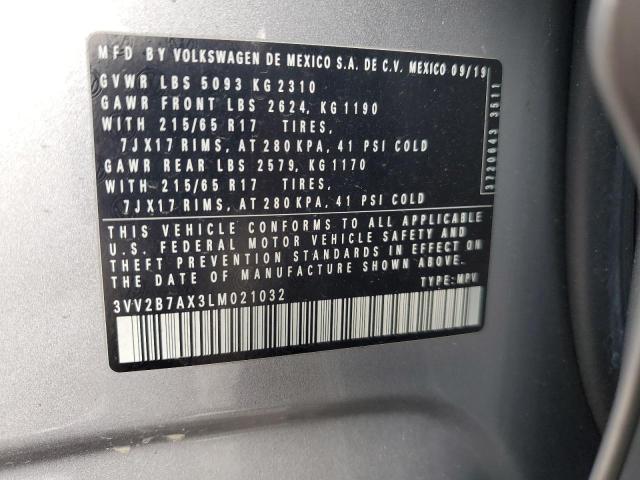 MFD BY VOLKSWAGEN DE MEXICO S.A. DE C.V. MEXICO 09/19
GVWR LBS 5093 KG 2310
GAWR FRONT LBS 2624, KG 1190
WITH 215/65 R17 TIRES,
7JX17 RIMS, AT 280 KPA, 41 PSI COLD
GAWR REAR LBS 2579, KG 1170
WITH 215/65 R17 TIRES,
7JX17 RIMS, AT 280 KPA, 41 PSI COLD
THIS VEHICLE CONFORMS TO ALL APPLICABLE
U.S. FEDERAL MOTOR VEHICLE SAFETY AND
THEFT PREVENTION STANDARDS IN EFFECT ON
THE DATE OF MANUFACTURE SHOWN ABOVE.
3VV2B7AX3LM021032 TYPE: MPV
3720643 3511